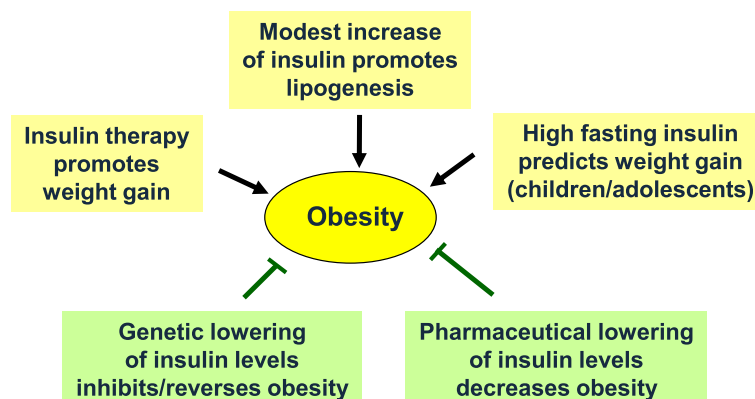 Modest increase
of insulin promotes
lipogenesis
Insulin therapy
promotes
weight gain
High fasting insulin
predicts weight gain
(children/adolescents)
Obesity
Genetic lowering
of insulin levels
inhibits/reverses obesity
Pharmaceutical lowering
of insulin levels
decreases obesity